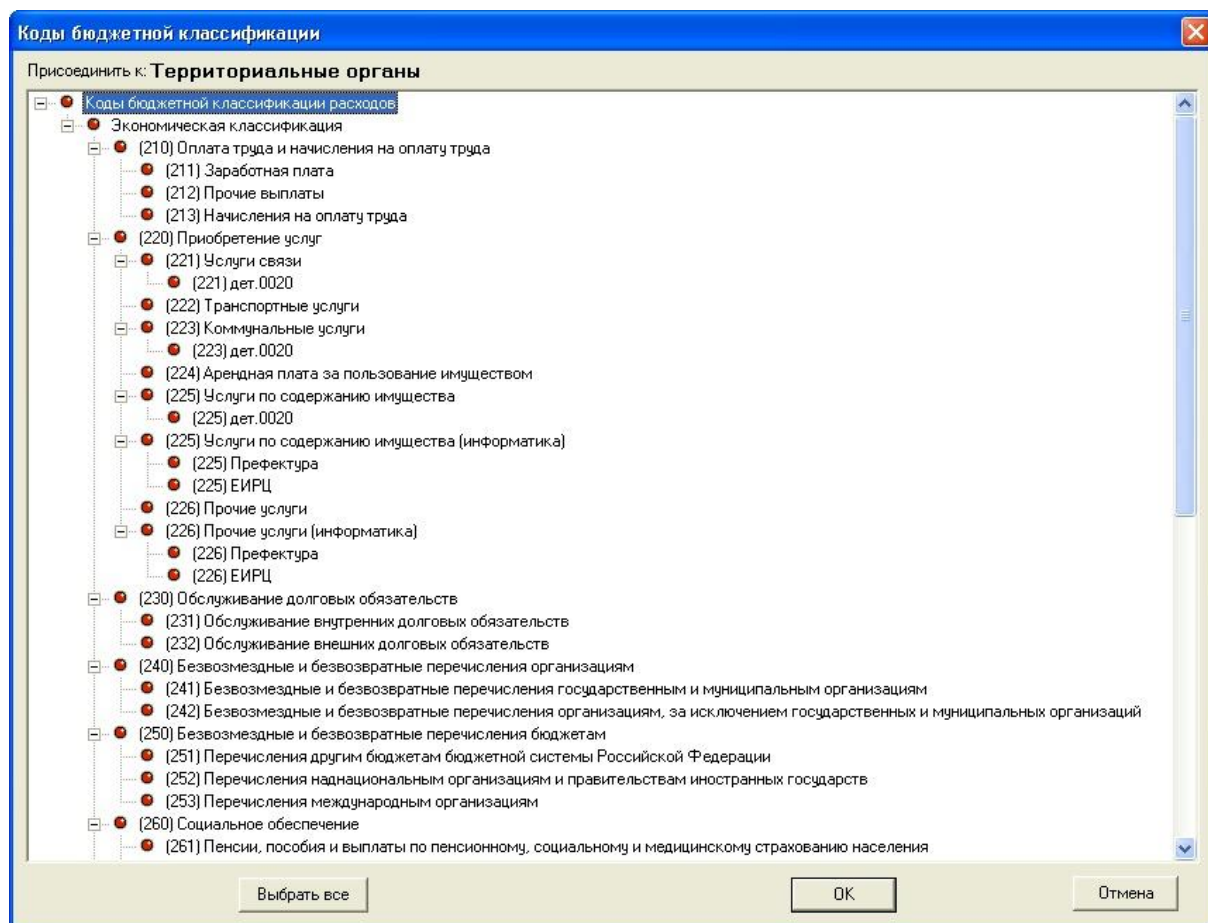 Коды бюджетной классификации
Присоединить к: Территориальные органы
Коды бюджетной классификации расходов
Экономическая классификация
(210) Оплата труда и начисления на оплату труда
(211) Заработная плата
(212) Прочие выплаты
(213) Начисления на оплату труда
(220) Приобретение услуг
(221) Услуги связи
(221) дет.0020
(222) Транспортные услуги
(223) Коммунальные услуги
(223) дет.0020
(224) Арендная плата за пользование имуществом
(225) Услуги по содержанию имущества
(225) дет.0020
(225) Услуги по содержанию имущества (информатика)
(225) Префектура
(225) ЕИРЦ
(226) Прочие услуги
(226) Прочие услуги (информатика)
(226) Префектура
(226) ЕИРЦ
(230) Обслуживание долговых обязательств
(231) Обслуживание внутренних долговых обязательств
(232) Обслуживание внешних долговых обязательств
(240) Безвозмездные и безвозвратные перечисления организациям
(241) Безвозмездные и безвозвратные перечисления государственным и муниципальным организациям
(242) Безвозмездные и безвозвратные перечисления организациям, за исключением государственных и муниципальных организаций
(250) Безвозмездные и безвозвратные перечисления бюджетам
(251) Перечисления другим бюджетам бюджетной системы Российской Федерации
(252) Перечисления наднациональным организациям и правительствам иностранных государств
(253) Перечисления международным организациям
(260) Социальное обеспечение
(261) Пенсии, пособия и выплаты по пенсионному, социальному и медицинскому страхованию населения
Выбрать все OK Отмена